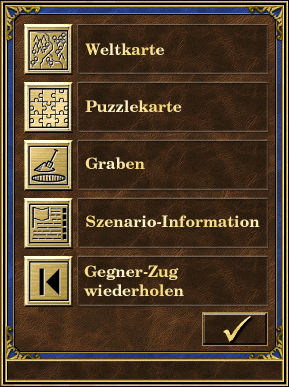 Weltkarte
Puzzlekarte
Graben
Szenario-Information
Gegner-Zug
wiederholen